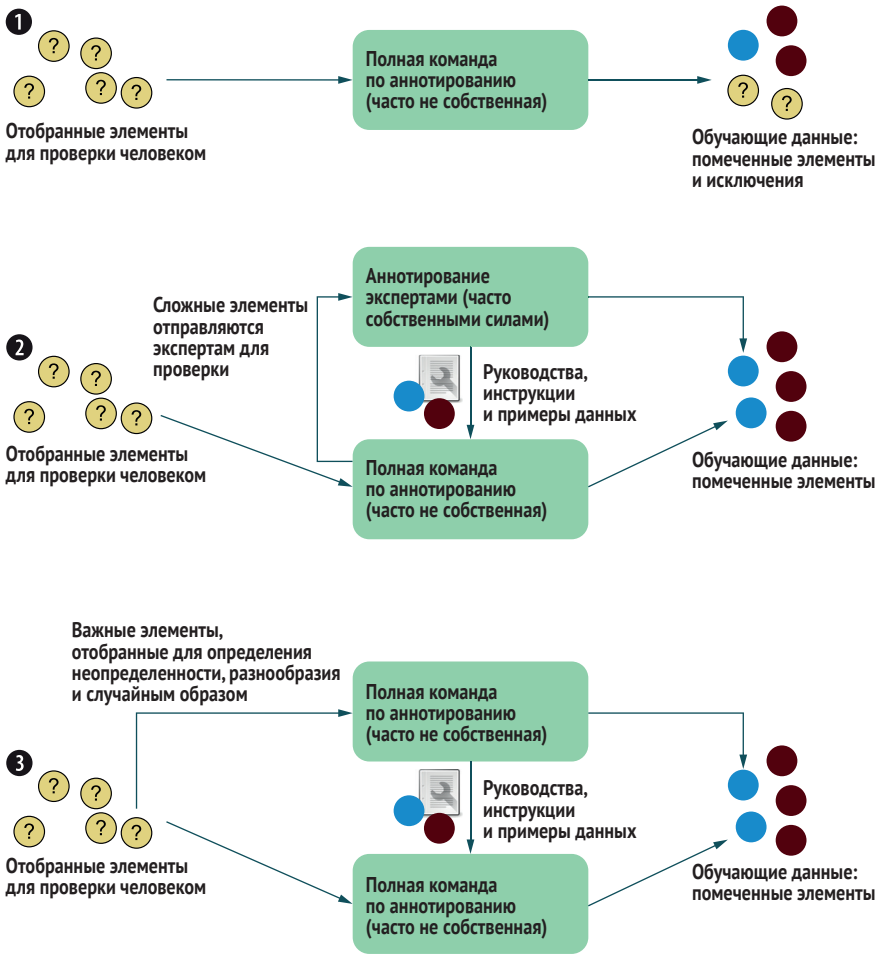 1
? ? ? ? ?
Отобранные элементы
для проверки человеком
Полная команда
по аннотированию
(часто не собственная)
? ?
Обучающие данные:
помеченные элементы
и исключения
2
? ? ? ? ?
Отобранные элементы
для проверки человеком
Сложные элементы
отправляются
экспертам для
проверки
Аннотирование
экспертами (часто
собственными силами)
Руководства,
инструкции
и примеры данных
Полная команда
по аннотированию
(часто не собственная)
Обучающие данные:
помеченные элементы
3
? ? ? ? ?
Отобранные элементы
для проверки человеком
Важные элементы,
отобранные для определения
неопределенности, разнообразия
и случайным образом
Полная команда
по аннотированию
(часто не собственная)
Руководства,
инструкции
и примеры данных
Полная команда
по аннотированию
(часто не собственная)
Обучающие данные:
помеченные элементы